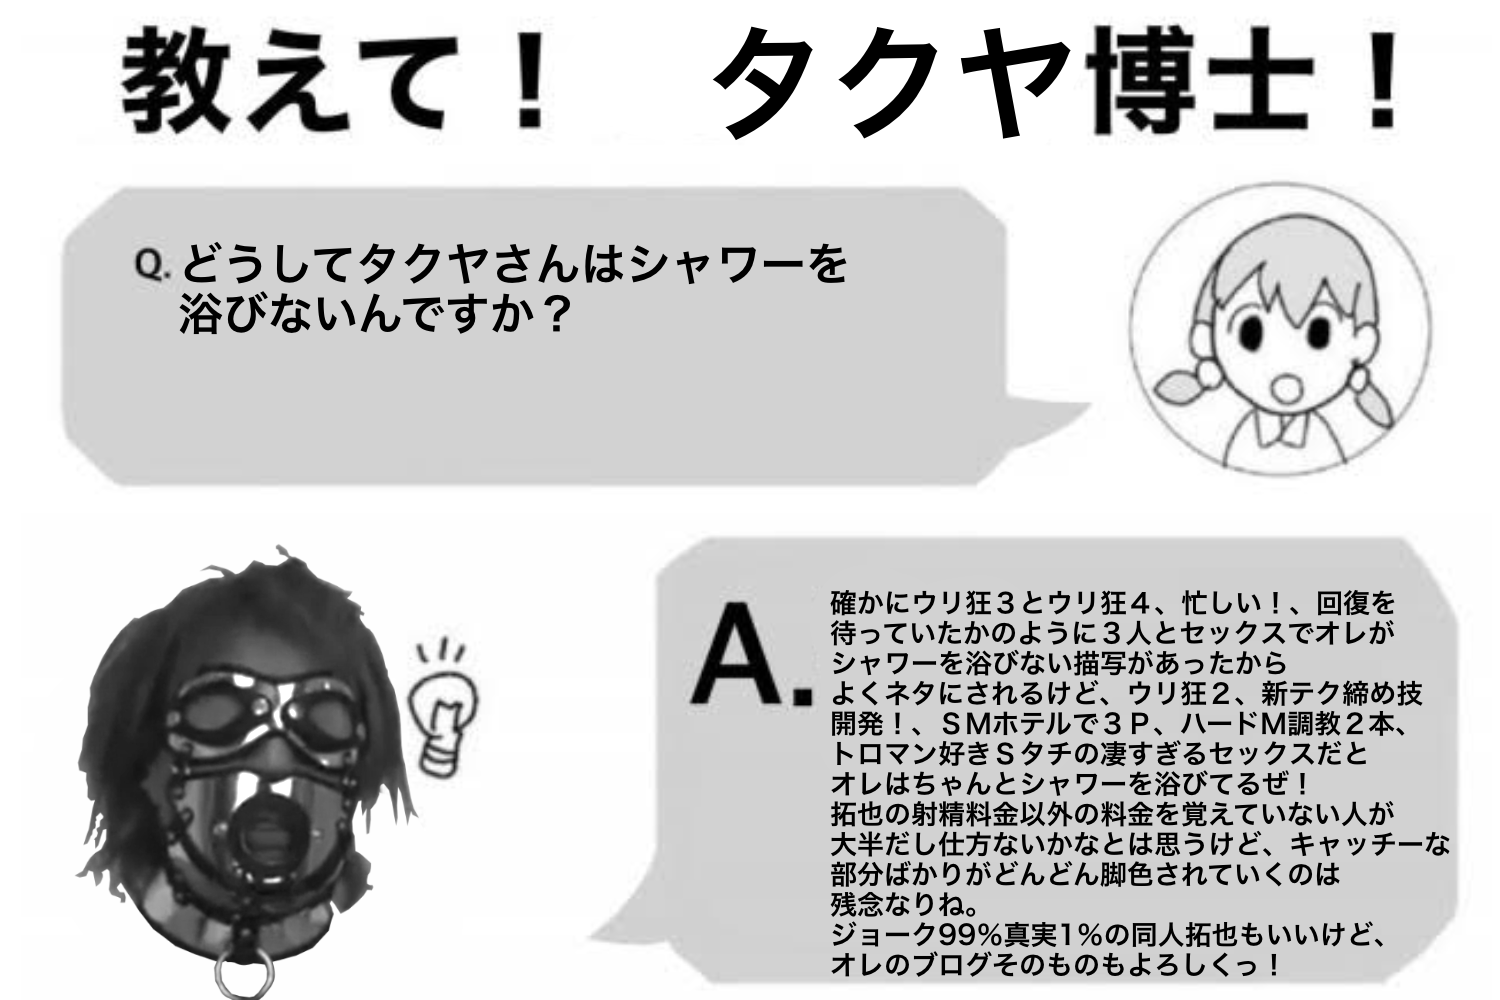 教えて！　タクヤ博士！
Q. どうしてタクヤさんはシャワーを
浴びないんですか？
A.
確かにウリ狂３とウリ狂４、忙しい！、回復を
待っていたかのように３人とセックスでオレが
シャワーを浴びない描写があったから
よくネタにされるけど、ウリ狂２、新テク締め技
開発！、ＳＭホテルで３Ｐ、ハードＭ調教２本、
トロマン好きＳタチの凄すぎるセックスだと
オレはちゃんとシャワーを浴びてるぜ！
拓也の射精料金以外の料金を覚えていない人が
大半だし仕方ないかなとは思うけど、キャッチーな
部分ばかりがどんどん脚色されていくのは
残念なりね。
ジョーク99%真実1%の同人拓也もいいけど、
オレのブログそのものもよろしくっ！